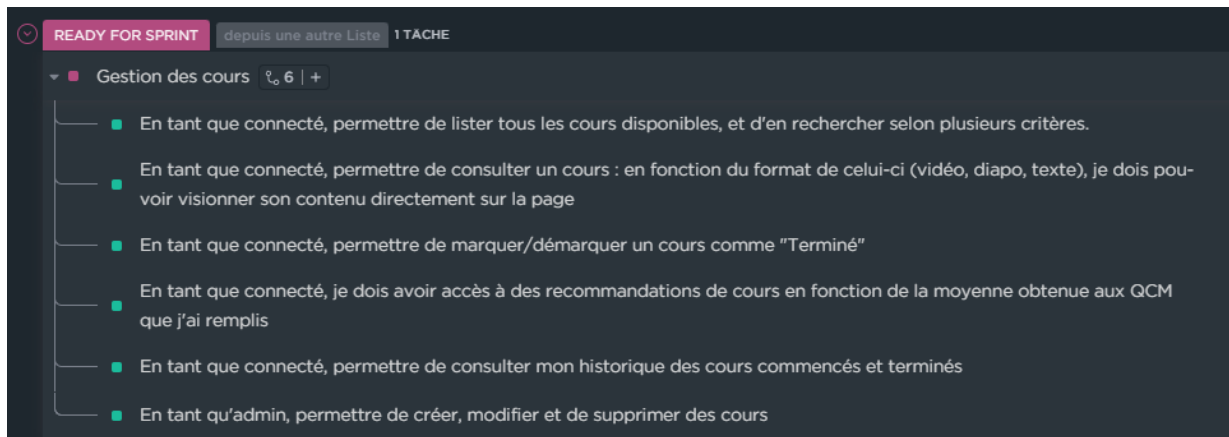 READY FOR SPRINT depuis une autre Liste 1 TÂCHE
Gestion des cours 6 | +
En tant que connecté, permettre de lister tous les cours disponibles, et d'en rechercher selon plusieurs critères.
En tant que connecté, permettre de consulter un cours : en fonction du format de celui-ci (vidéo, diapo, texte), je dois pou-
voir visionner son contenu directement sur la page
En tant que connecté, permettre de marquer/démarquer un cours comme "Terminé"
En tant que connecté, je dois avoir accès à des recommandations de cours en fonction de la moyenne obtenue aux QCM
que j'ai remplis
En tant que connecté, permettre de consulter mon historique des cours commencés et terminés
En tant qu'admin, permettre de créer, modifier et de supprimer des cours